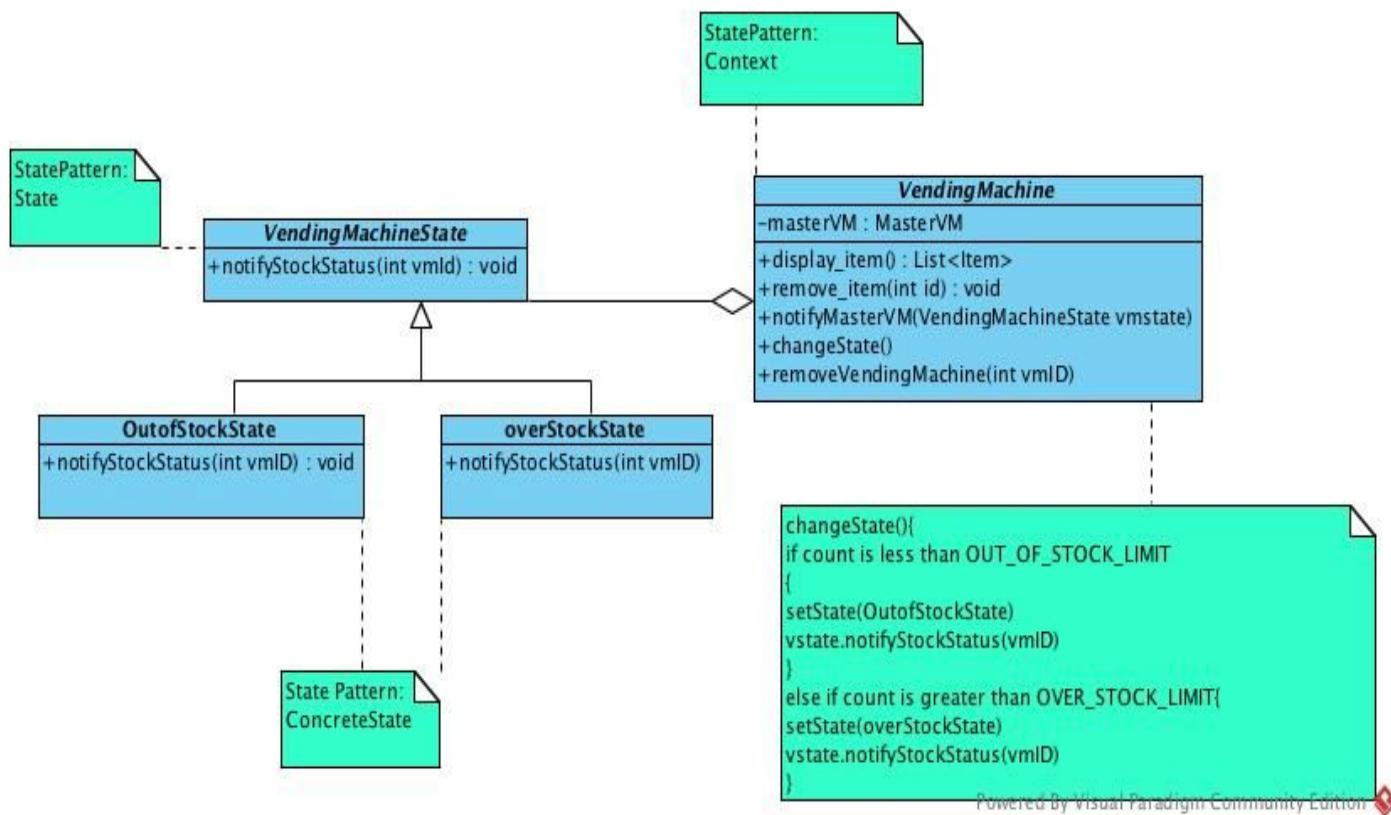 StatePattern:
Context
StatePattern:
State
VendingMachineState
+notifyStockStatus(int vmId) : void
VendingMachine
-masterVM : MasterVM
+display_item() : List<Item>
+remove_item(int id) : void
+notifyMasterVM(VendingMachineState vmstate)
+changeState()
+removeVendingMachine(int vmID)
OutofStockState
+notifyStockStatus(int vmID) : void
overStockState
+notifyStockStatus(int vmID)
State Pattern:
ConcreteState
changeState(){
if count is less than OUT_OF_STOCK_LIMIT
{
setState(OutofStockState)
vstate.notifyStockStatus(vmID)
}
else if count is greater than OVER_STOCK_LIMIT{
setState(overStockState)
vstate.notifyStockStatus(vmID)
}
Powered By Visual Paradigm Community Edition